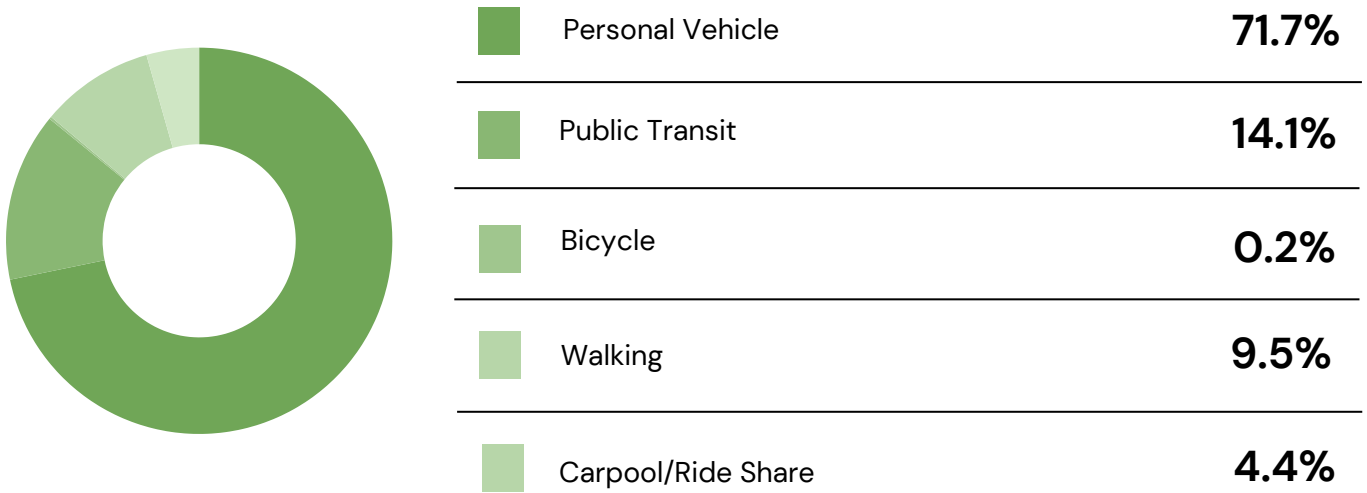 Personal Vehicle 71.7%
Public Transit 14.1%
Bicycle 0.2%
Walking 9.5%
Carpool/Ride Share 4.4%